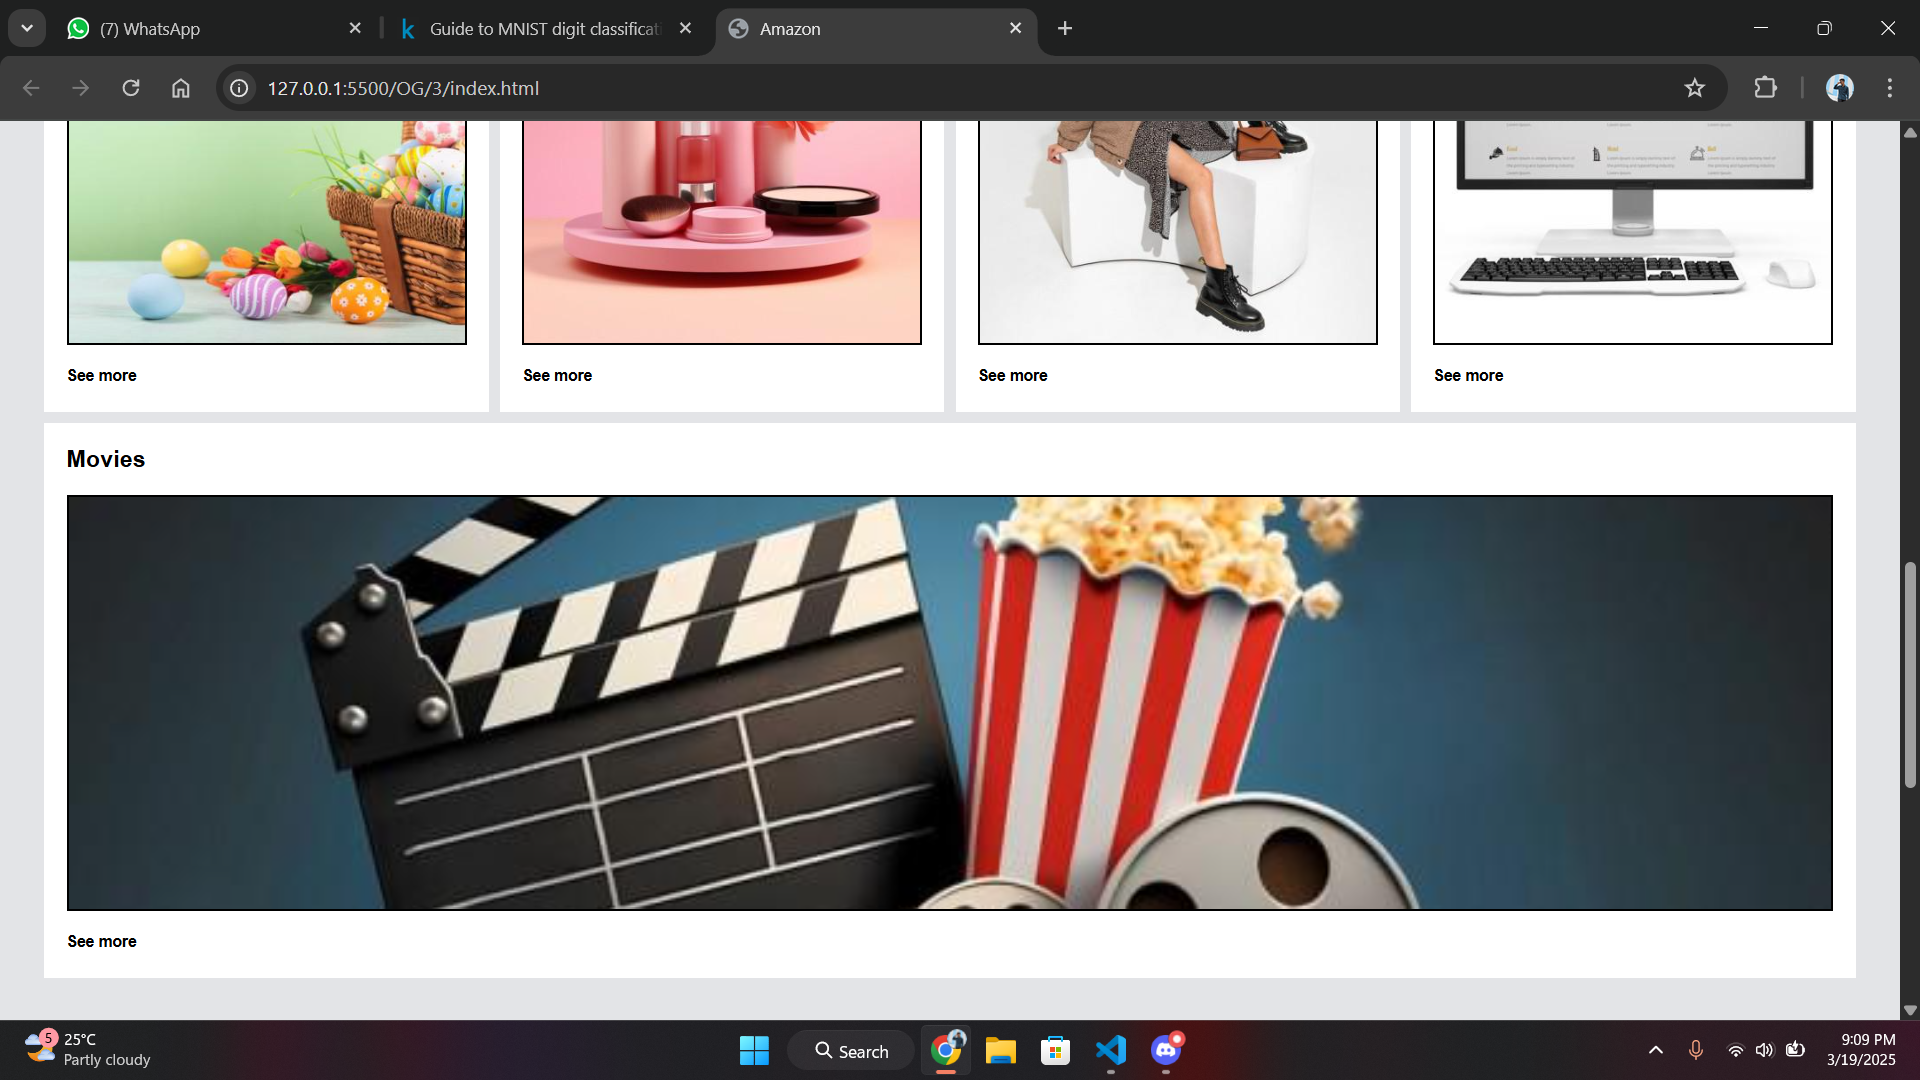 (7) WhatsApp
Guide to MNIST digit classificati
Amazon
127.0.0.1:5500/OG/3/index.html
See more
See more
See more
See more
Movies
See more
5
25°C
Partly cloudy
Search
9:09 PM
3/19/2025